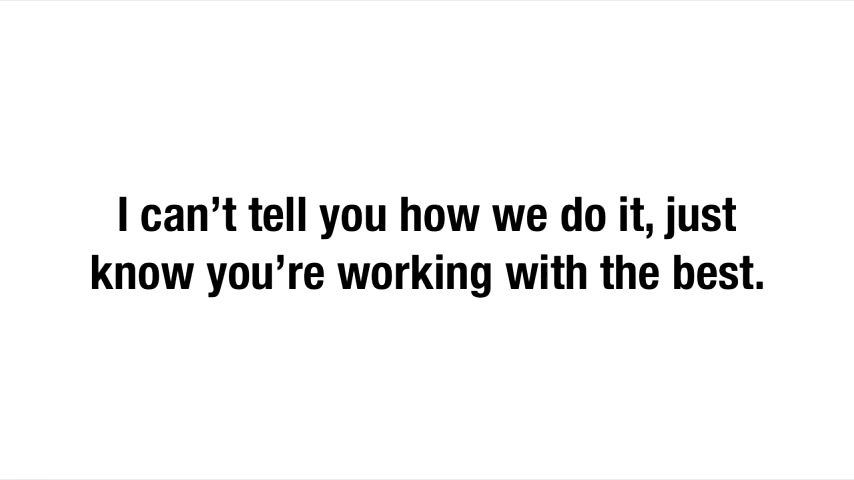 I can’t tell you how we do it, just
know you’re working with the best.